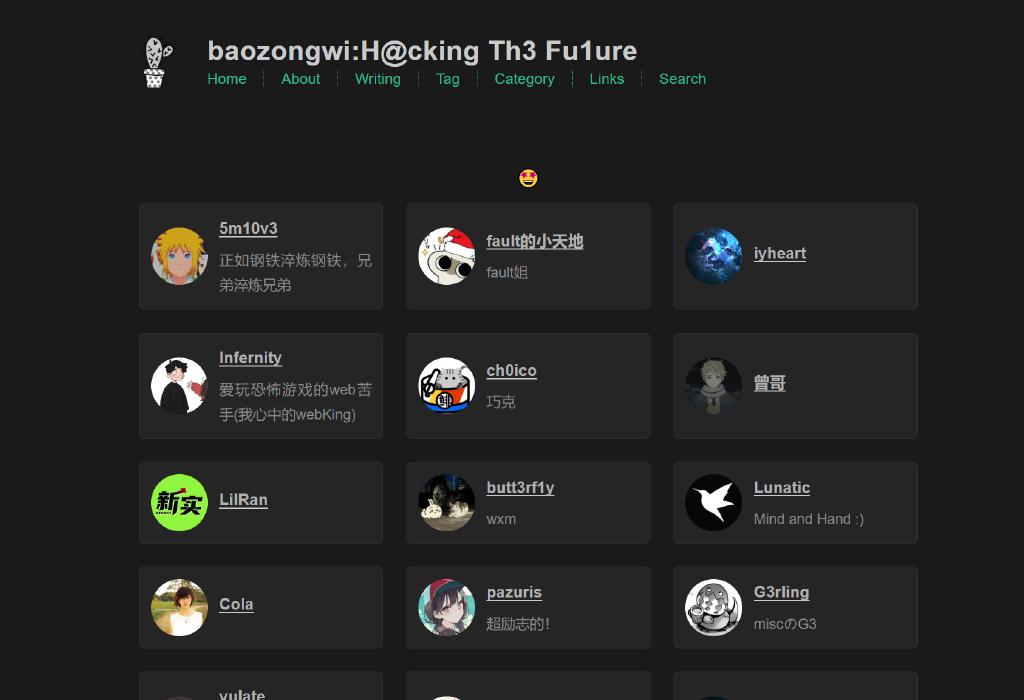 baozongwi:H@cking Th3 Fu1ure
Home About Writing Tag Category Links Search
5m10v3
正如钢铁淬炼钢铁，兄
弟淬炼兄弟
fault的小天地
fault姐
iyheart
Infernity
爱玩恐怖游戏的web苦
手(我心中的webKing)
ch0ico
巧克
曾哥
新实
LilRan
butt3rf1y
wxm
Lunatic
Mind and Hand :)
Cola
pazuris
超励志的!
G3rling
miscのG3
yulate